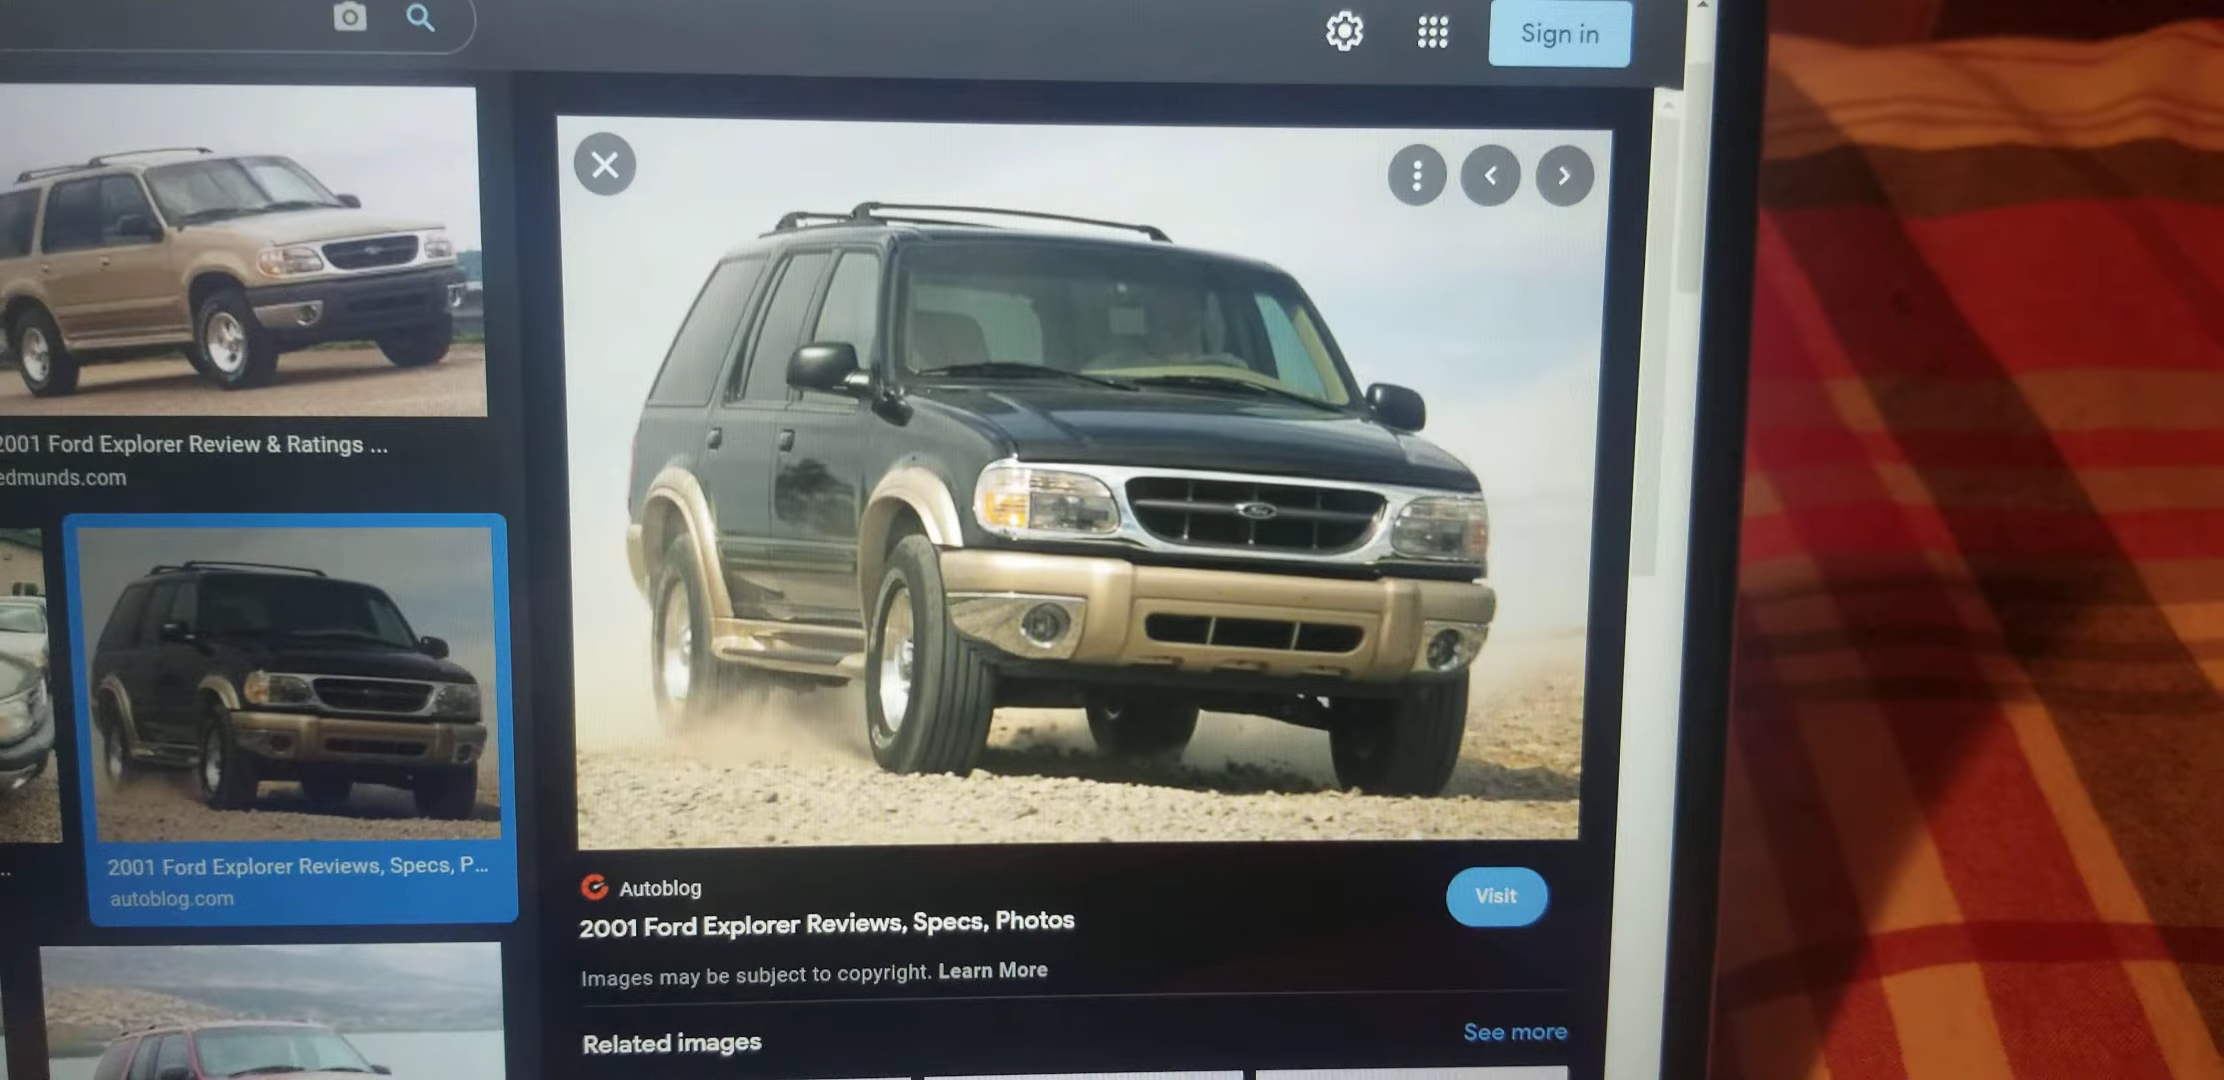 Sign in
2001 Ford Explorer Review & Ratings ...
edmunds.com
2001 Ford Explorer Reviews, Specs, P...
autoblog.com
Ford
Autoblog
Visit
2001 Ford Explorer Reviews, Specs, Photos
Images may be subject to copyright. Learn More
Related images
See more